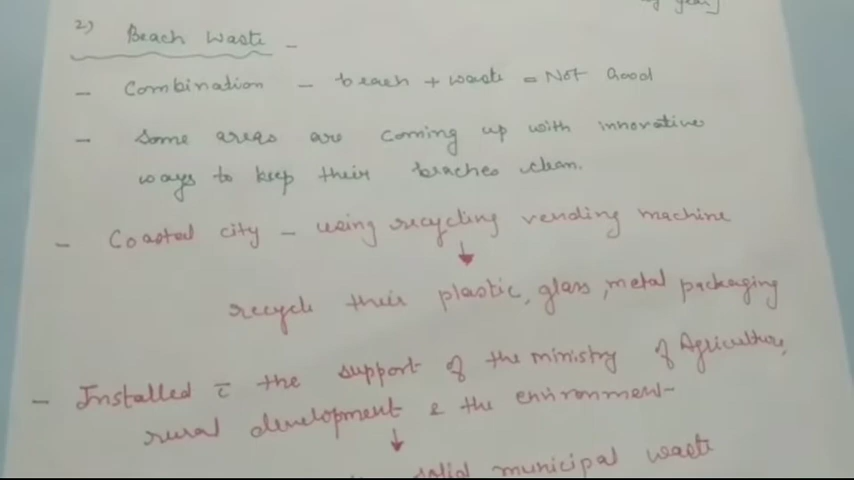 year]
2) Beach Waste -
- Combination - beach + waste = Not Good
- Some areas are coming up with innovative
ways to keep their beaches clean.
- Coastal city - using recycling vending machine
↓
recycle their plastic, glass, metal packaging
- Installed c̄ the support of the ministry of Agriculture,
rural development & the environment-
↓
solid municipal waste